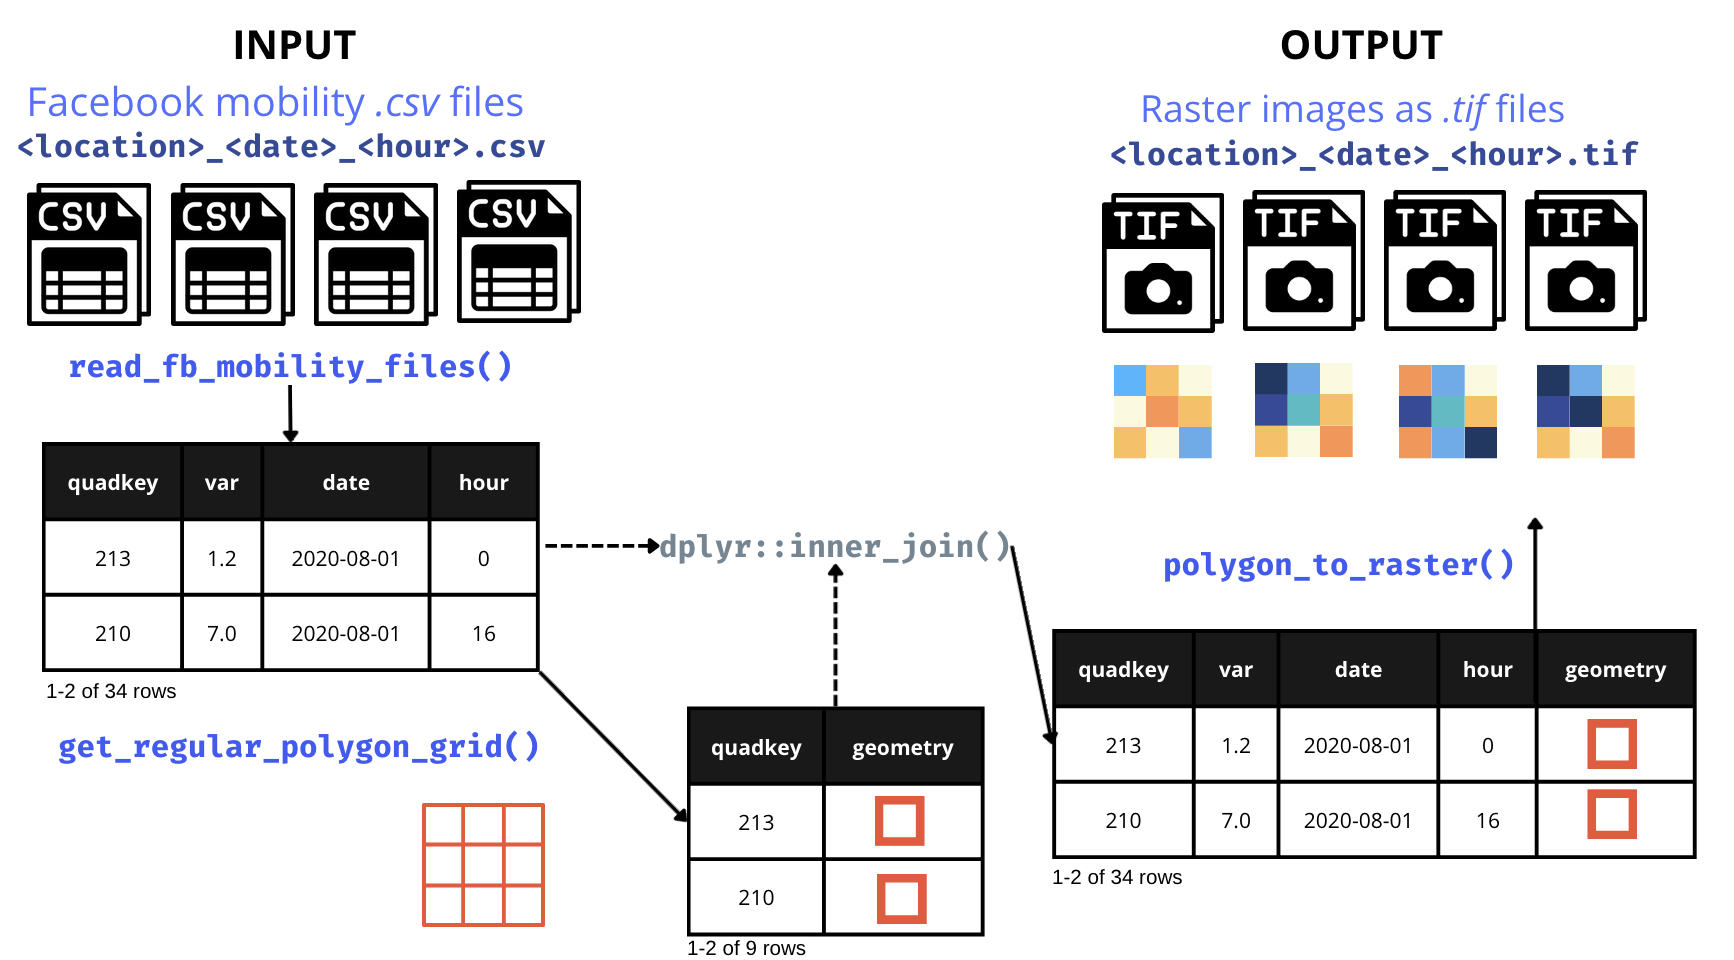 INPUT
Facebook mobility .csv files
<location>_<date>_<hour>.csv
CSV CSV CSV CSV
read_fb_mobility_files()
quadkey var date hour
213 1.2 2020-08-01 0
210 7.0 2020-08-01 16
1-2 of 34 rows
get_regular_polygon_grid()
dplyr::inner_join()
quadkey geometry
213
210
1-2 of 9 rows
OUTPUT
Raster images as .tif files
<location>_<date>_<hour>.tif
TIF TIF TIF TIF
polygon_to_raster()
quadkey var date hour geometry
213 1.2 2020-08-01 0
210 7.0 2020-08-01 16
1-2 of 34 rows